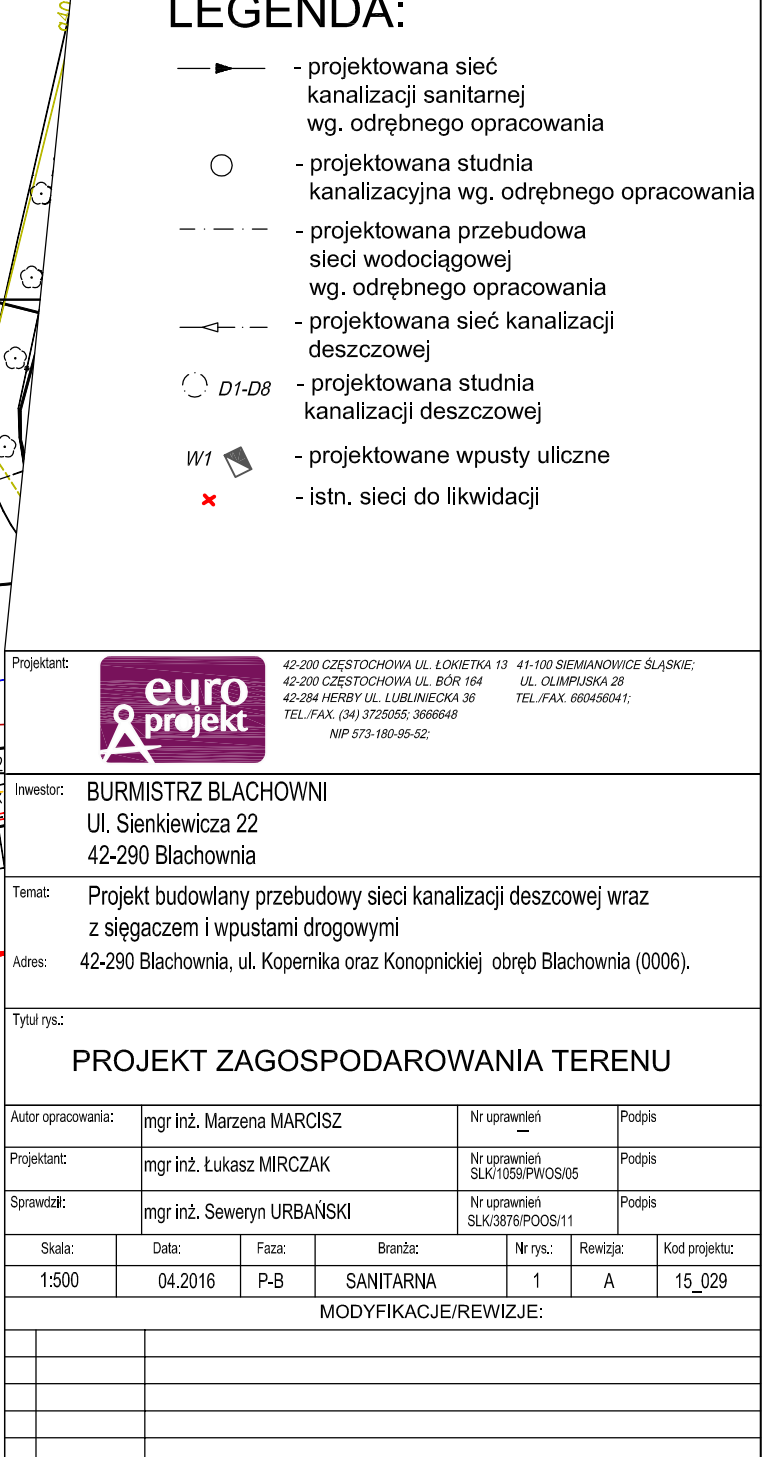 LEGENDA:
- projektowana sieć
kanalizacji sanitarnej
wg. odrębnego opracowania
- projektowana studnia
kanalizacyjna wg. odrębnego opracowania
- projektowana przebudowa
sieci wodociągowej
wg. odrębnego opracowania
- projektowana sieć kanalizacji
deszczowej
D1-D8 - projektowana studnia
kanalizacji deszczowej
W1 - projektowane wpusty uliczne
- istn. sieci do likwidacji
Projektant:
euro
projekt
42-200 CZĘSTOCHOWA UL. ŁOKIETKA 13
42-200 CZĘSTOCHOWA UL. BÓR 164
42-284 HERBY UL. LUBLINIECKA 36
TEL./FAX. (34) 3725055; 3666648
NIP 573-180-95-52;
41-100 SIEMIANOWICE ŚLĄSKIE;
UL. OLIMPIJSKA 28
TEL./FAX. 660456041;
Inwestor: BURMISTRZ BLACHOWNI
Ul. Sienkiewicza 22
42-290 Blachownia
Temat: Projekt budowlany przebudowy sieci kanalizacji deszcowej wraz
z sięgaczem i wpustami drogowymi
Adres: 42-290 Blachownia, ul. Kopernika oraz Konopnickiej obręb Blachownia (0006).
Tytuł rys.:
PROJEKT ZAGOSPODAROWANIA TERENU
Autor opracowania: mgr inż. Marzena MARCISZ Nr uprawnień Podpis
—
Projektant: mgr inż. Łukasz MIRCZAK Nr uprawnień Podpis
SLK/1059/PWOS/05
Sprawdził: mgr inż. Seweryn URBAŃSKI Nr uprawnień Podpis
SLK/3876/POOS/11
Skala: Data: Faza: Branża: Nr rys.: Rewizja: Kod projektu:
1:500 04.2016 P-B SANITARNA 1 A 15_029
MODYFIKACJE/REWIZJE: